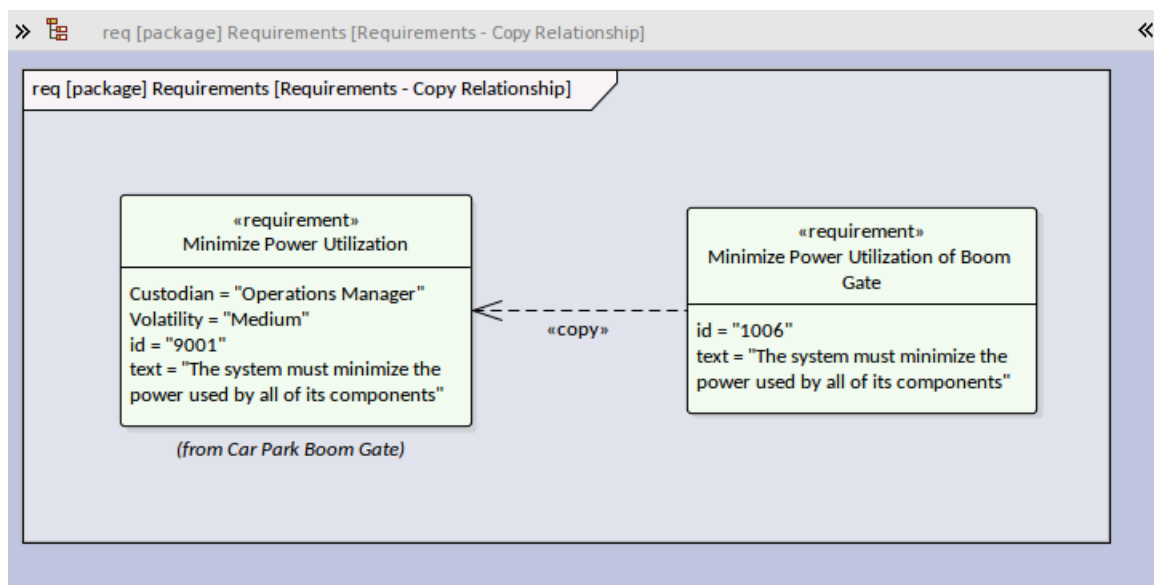 req [package] Requirements [Requirements - Copy Relationship]
req [package] Requirements [Requirements - Copy Relationship]
«requirement»
Minimize Power Utilization
Custodian = "Operations Manager"
Volatility = "Medium"
id = "9001"
text = "The system must minimize the
power used by all of its components"
(from Car Park Boom Gate)
«copy»
«requirement»
Minimize Power Utilization of Boom
Gate
id = "1006"
text = "The system must minimize the
power used by all of its components"